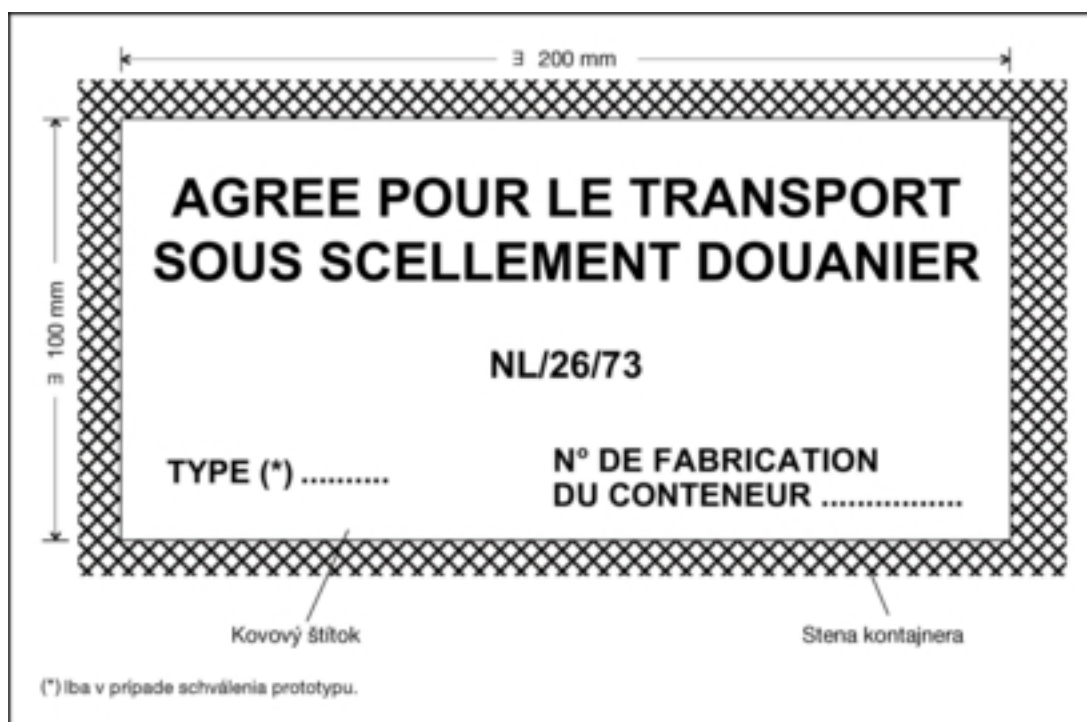 ∃ 200 mm
∃ 100 mm
AGREE POUR LE TRANSPORT
SOUS SCELLEMENT DOUANIER
NL/26/73
TYPE (*) ..........
N° DE FABRICATION
DU CONTENEUR ................
Kovový štítok
Stena kontajnera
(*) Iba v prípade schválenia prototypu.